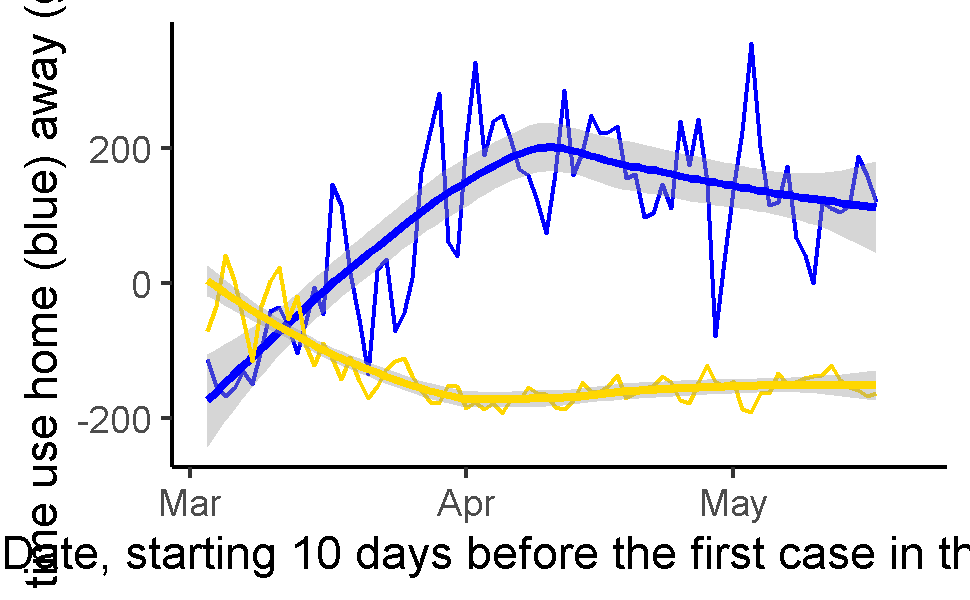 time use home (blue) away (
200
0
-200
Mar Apr May
Date, starting 10 days before the first case in th